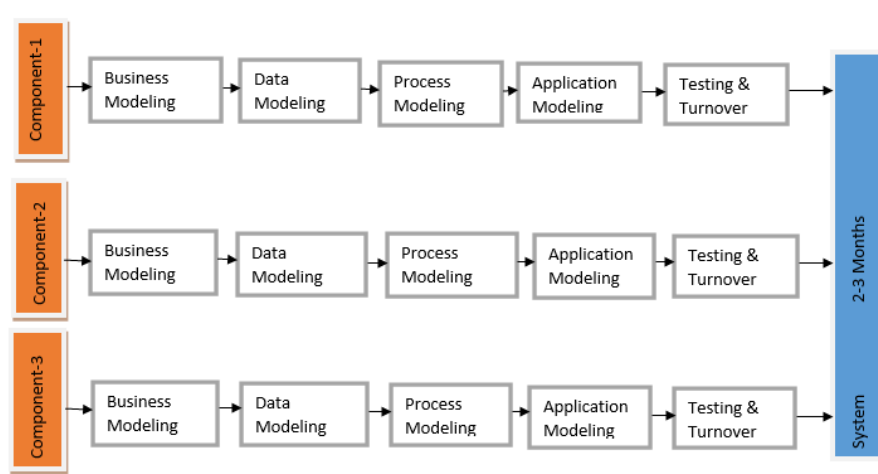 Component-1
Business
Modeling
Data
Modeling
Process
Modeling
Application
Modeling
Testing &
Turnover
Component-2
Business
Modeling
Data
Modeling
Process
Modeling
Application
Modeling
Testing &
Turnover
Component-3
Business
Modeling
Data
Modeling
Process
Modeling
Application
Modeling
Testing &
Turnover
System 2-3 Months